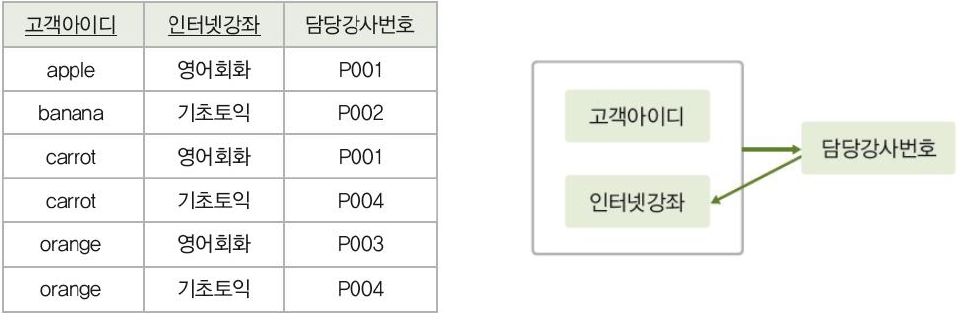 고객아이디 인터넷강좌 담당강사번호
apple 영어회화 P001
banana 기초토익 P002
carrot 영어회화 P001
carrot 기초토익 P004
orange 영어회화 P003
orange 기초토익 P004
고객아이디
인터넷강좌
담당강사번호